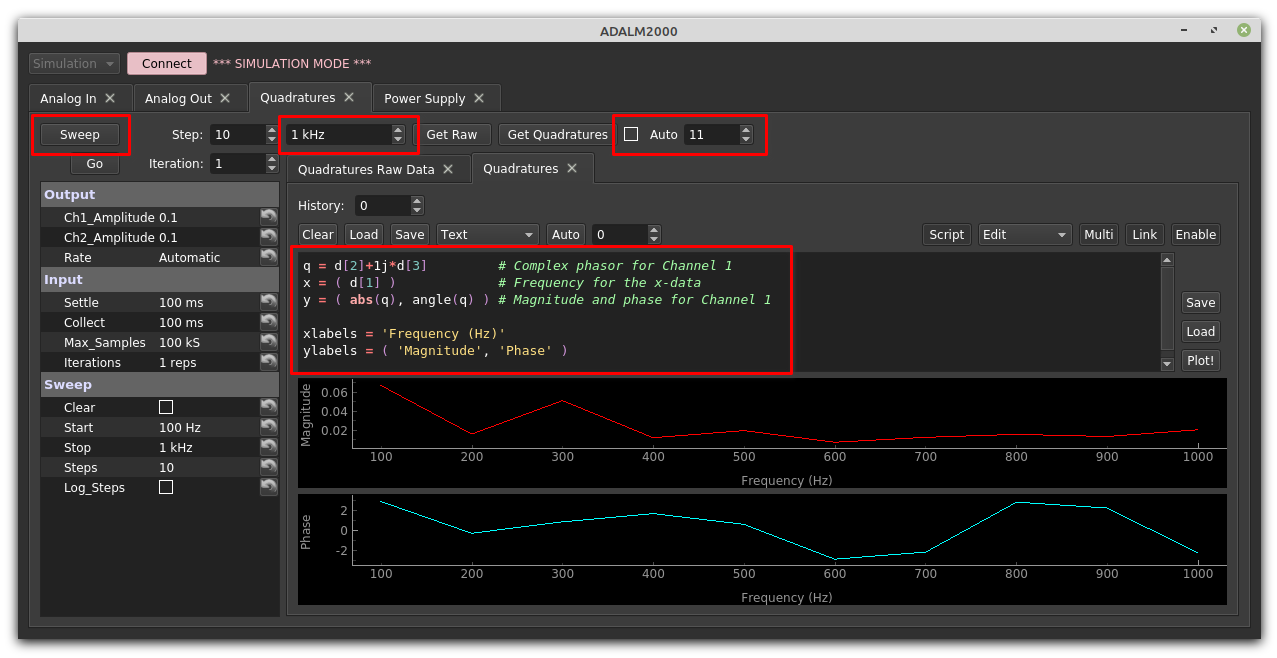 ADALM2000
Simulation Connect *** SIMULATION MODE ***
Analog In Analog Out Quadratures Power Supply
Sweep Step: 10 1 kHz Get Raw Get Quadratures Auto 11
Go Iteration: 1
Quadratures Raw Data Quadratures
Output
Ch1_Amplitude 0.1
Ch2_Amplitude 0.1
Rate Automatic
Input
Settle 100 ms
Collect 100 ms
Max_Samples 100 kS
Iterations 1 reps
Sweep
Clear
Start 100 Hz
Stop 1 kHz
Steps 10
Log_Steps
History: 0
Clear Load Save Text Auto 0 Script Edit Multi Link Enable
q = d[2]+1j*d[3] # Complex phasor for Channel 1
x = ( d[1] ) # Frequency for the x-data
y = ( abs(q), angle(q) ) # Magnitude and phase for Channel 1
xlabels = 'Frequency (Hz)'
ylabels = ( 'Magnitude', 'Phase' )
Save
Load
Plot!
Magnitude
0.06
0.04
0.02
100 200 300 400 500 600 700 800 900 1000
Frequency (Hz)
Phase
2
0
-2
100 200 300 400 500 600 700 800 900 1000
Frequency (Hz)